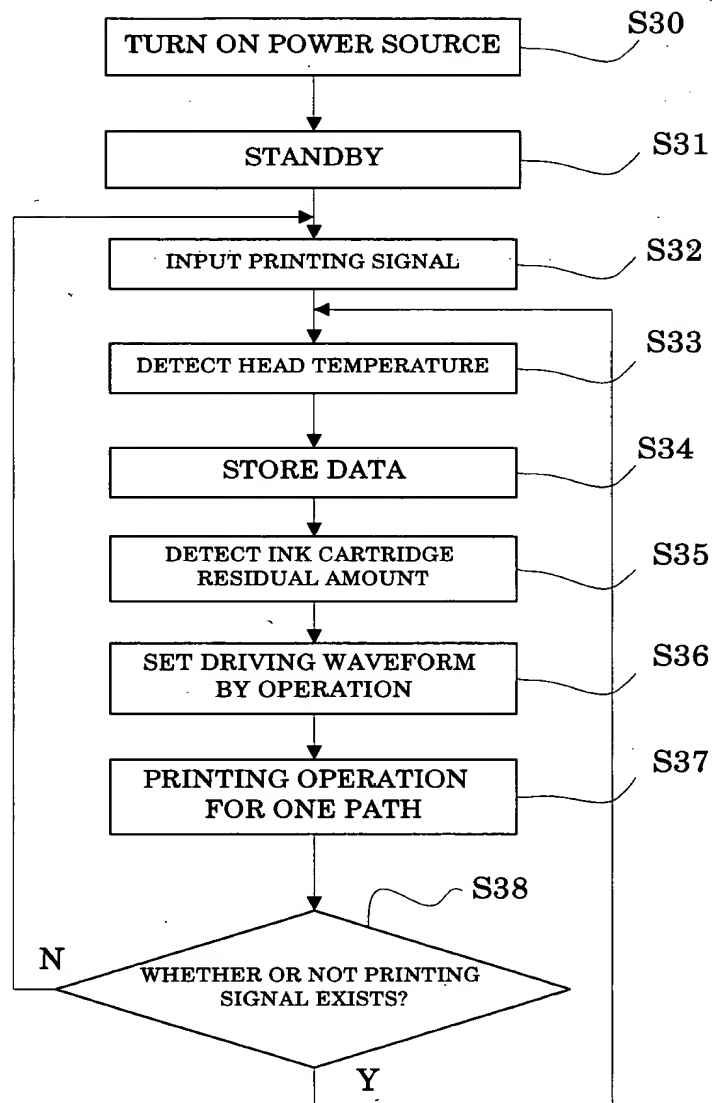 TURN ON POWER SOURCE
S30
STANDBY
S31
INPUT PRINTING SIGNAL
S32
DETECT HEAD TEMPERATURE
S33
STORE DATA
S34
DETECT INK CARTRIDGE
RESIDUAL AMOUNT
S35
SET DRIVING WAVEFORM
BY OPERATION
S36
PRINTING OPERATION
FOR ONE PATH
S37
S38
N
WHETHER OR NOT PRINTING
SIGNAL EXISTS?
Y